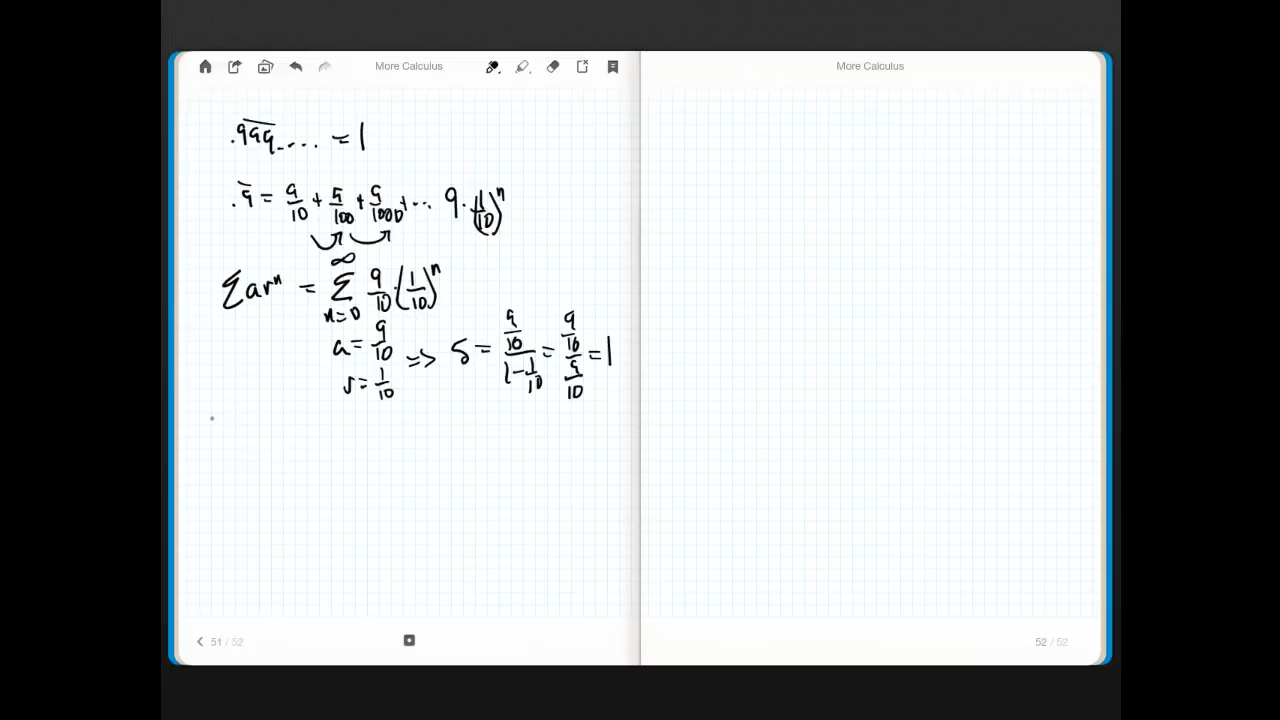 More Calculus
More Calculus
.999... = 1
.9̅ = 9/10 + 9/100 + 9/1000 + ... 9·(1/10)^n
∑ar^n = ∑_{n=0}^{∞} 9/10·(1/10)^n
a = 9/10
r = 1/10
=> S = (9/10)/(1 - 1/10) = (9/10)/(9/10) = 1
51 / 52
52 / 52